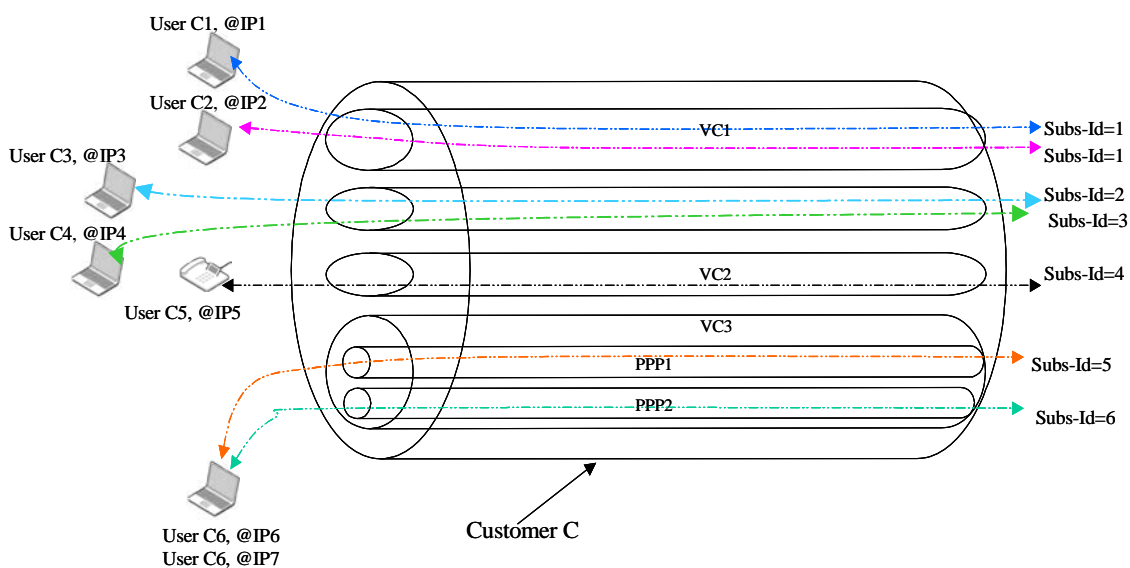 User C1, @IP1
User C2, @IP2
VC1
Subs-Id=1
Subs-Id=1
User C3, @IP3
Subs-Id=2
Subs-Id=3
User C4, @IP4
VC2
Subs-Id=4
User C5, @IP5
VC3
PPP1
Subs-Id=5
PPP2
Subs-Id=6
Customer C
User C6, @IP6
User C6, @IP7